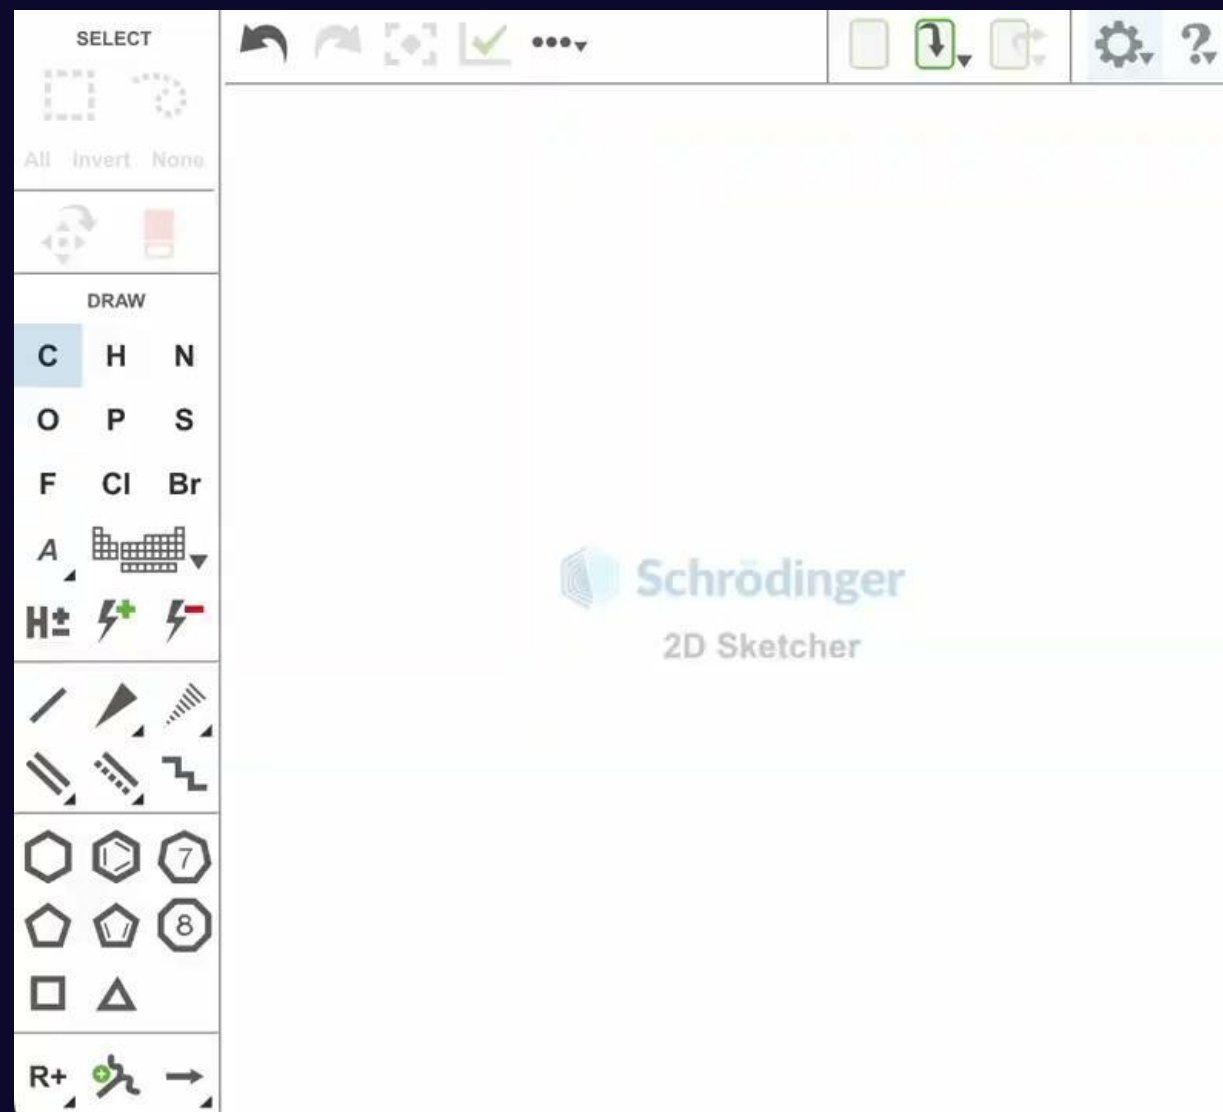 SELECT
All Invert None
DRAW
C H N
O P S
F Cl Br
A
H±
7
8
R+
?
Schrödinger
2D Sketcher